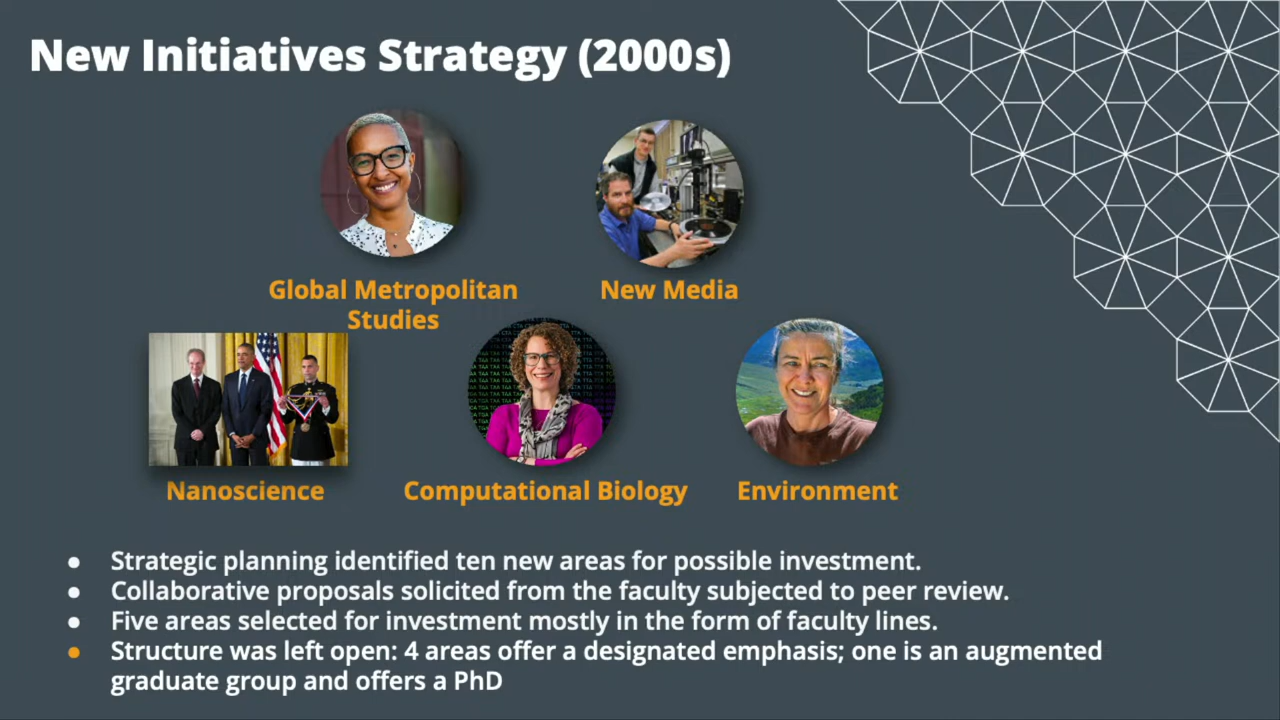 New Initiatives Strategy (2000s)
Global Metropolitan
Studies
New Media
Nanoscience
Computational Biology
Environment
● Strategic planning identified ten new areas for possible investment.
● Collaborative proposals solicited from the faculty subjected to peer review.
● Five areas selected for investment mostly in the form of faculty lines.
● Structure was left open: 4 areas offer a designated emphasis; one is an augmented
graduate group and offers a PhD